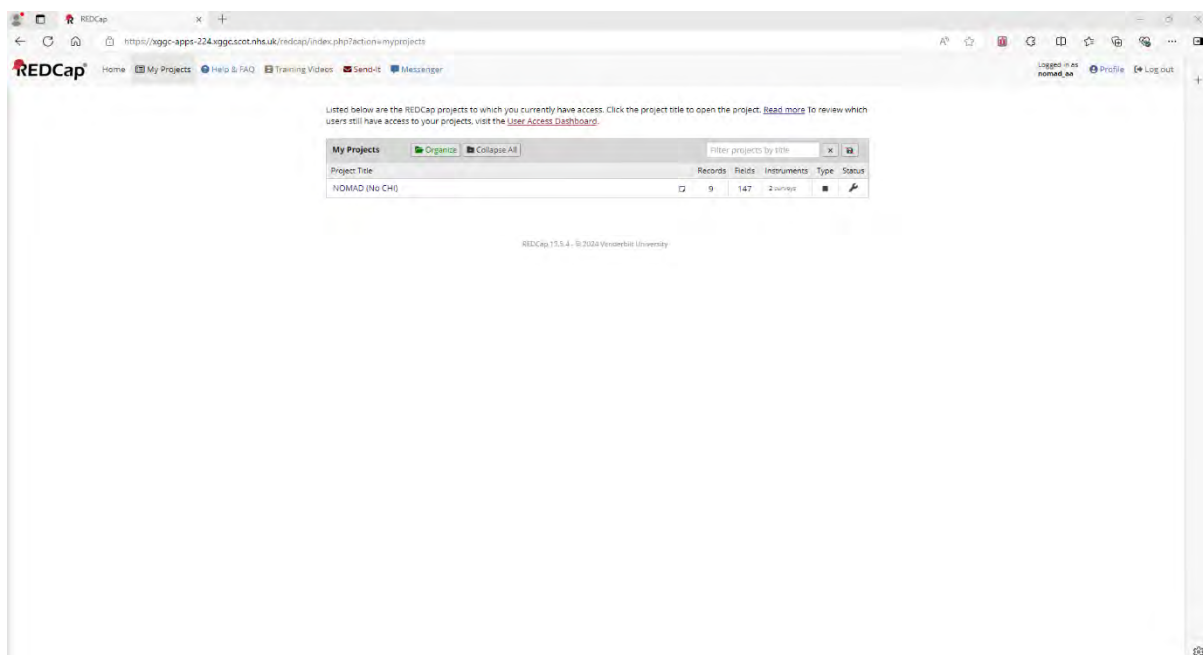 REDCap
https://xggc-apps-224.xggc.scot.nhs.uk/redcap/index.php?action=myprojects
REDCap Home My Projects Help & FAQ Training Videos Send-It Messenger Logged in as nomad_aa Profile Log out
Listed below are the REDCap projects to which you currently have access. Click the project title to open the project. Read more To review which
users still have access to your projects, visit the User Access Dashboard.
My Projects Organize Collapse All Filter projects by title
Project Title Records Fields Instruments Type Status
NOMAD (No CHI) 9 147 2 surveys
REDCap 13.5.4 - © 2024 Vanderbilt University